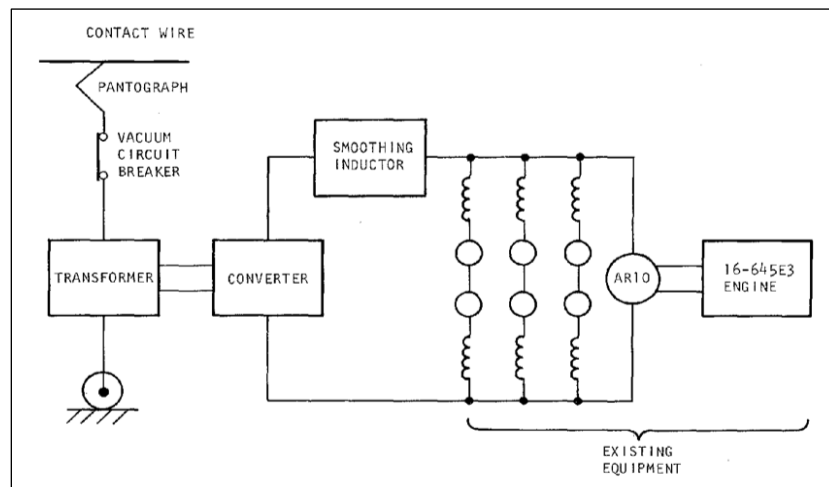 CONTACT WIRE
PANTOGRAPH
VACUUM
CIRCUIT
BREAKER
SMOOTHING
INDUCTOR
TRANSFORMER
CONVERTER
AR10
16-645E3
ENGINE
EXISTING
EQUIPMENT